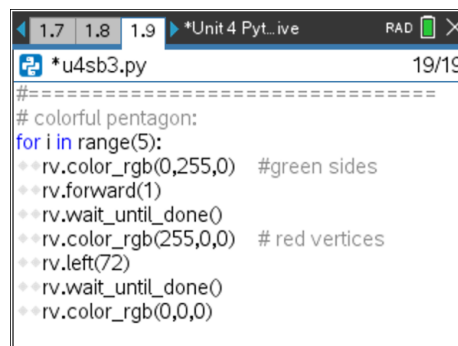 1.7 1.8 1.9 *Unit 4 Pyt…ive RAD
*u4sb3.py 19/19
#================================
# colorful pentagon:
for i in range(5):
rv.color_rgb(0,255,0) #green sides
rv.forward(1)
rv.wait_until_done()
rv.color_rgb(255,0,0) # red vertices
rv.left(72)
rv.wait_until_done()
rv.color_rgb(0,0,0)